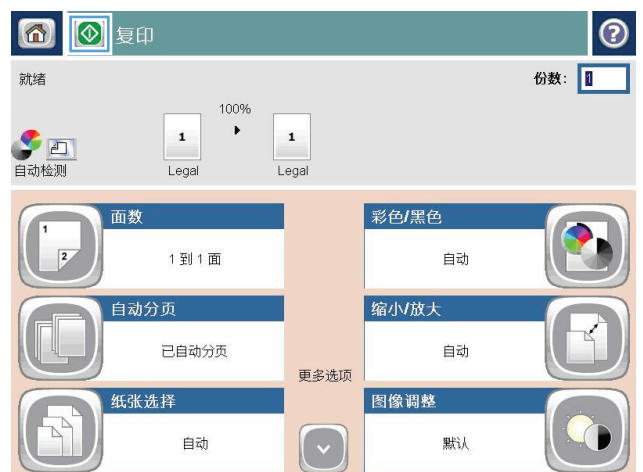 复印
就绪
份数: 1
100%
1
1
自动检测
Legal
Legal
面数
1
2
1 到 1 面
彩色/黑色
自动
自动分页
已自动分页
缩小/放大
自动
更多选项
纸张选择
自动
图像调整
默认